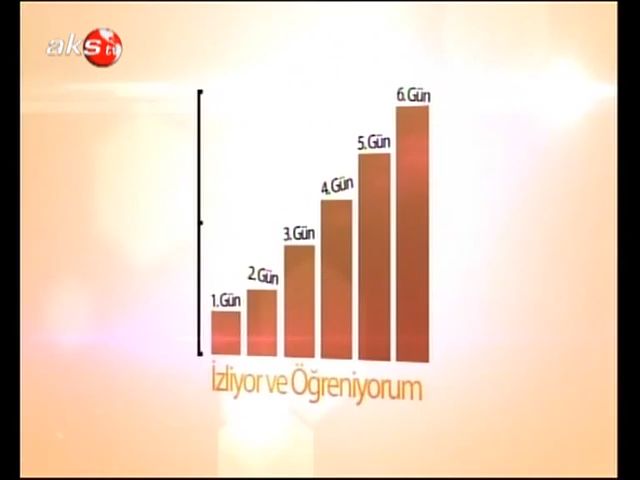 aks tv
6. Gün
5. Gün
4. Gün
3. Gün
2. Gün
1. Gün
İzliyor ve Öğreniyorum